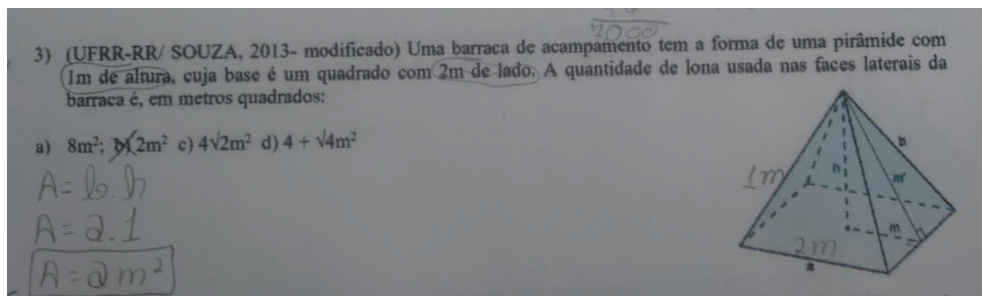 1000
3) (UFRR-RR/ SOUZA, 2013- modificado) Uma barraca de acampamento tem a forma de uma pirâmide com
1m de altura, cuja base é um quadrado com 2m de lado. A quantidade de lona usada nas faces laterais da
barraca é, em metros quadrados:
a) 8m²; b) 2m² c) 4√2m² d) 4 + √4m²
A = b.h
A = 2.1
A = 2 m²
1m
h
b
m'
m
2m
a